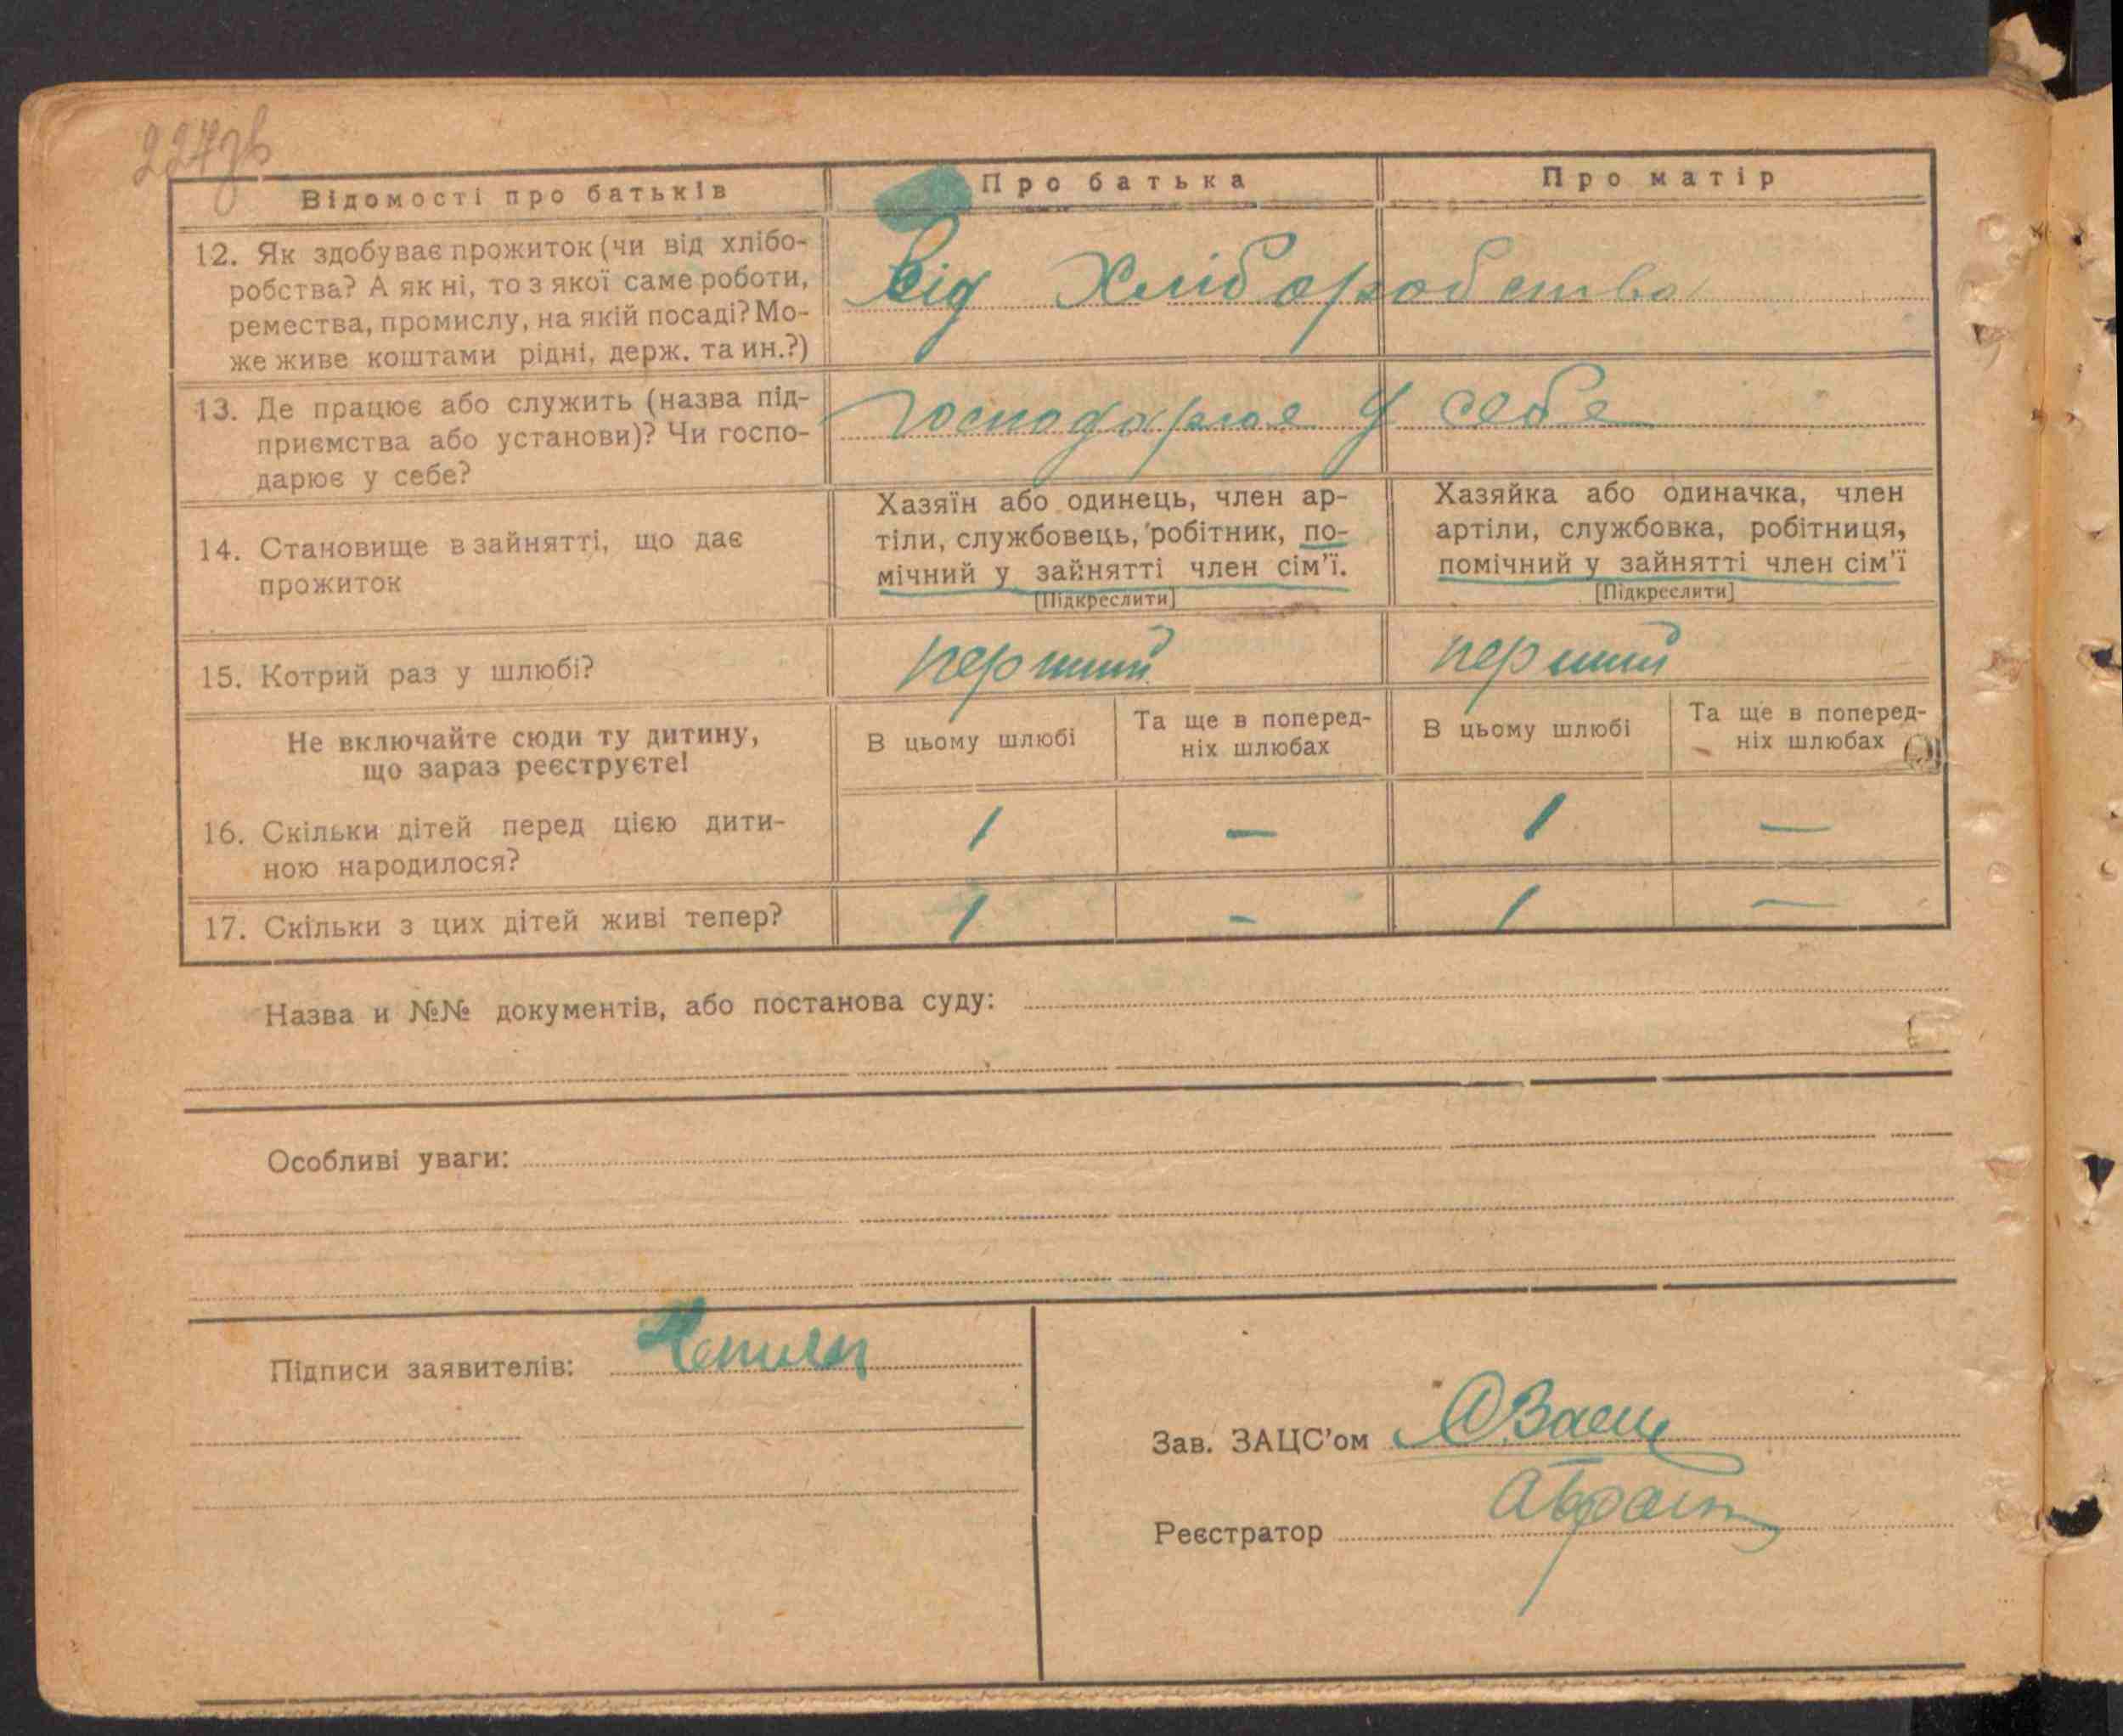 227зв
Відомості про батьків
Про батька
Про матір
12. Як здобуває прожиток (чи від хлібо-
робства? А як ні, то з якої саме роботи,
ремества, промислу, на якій посаді? Мо-
же живе коштами рідні, держ. та ин.?)
Від Хліборобства
13. Де працює або служить (назва під-
приємства або установи)? Чи госпо-
дарює у себе?
господарює у себе
14. Становище в зайнятті, що дає
прожиток
Хазяїн або одинець, член ар-
тіли, службовець, робітник, по-
мічний у зайнятті член сім'ї.
[Підкреслити]
Хазяйка або одиначка, член
артіли, службовка, робітниця,
помічний у зайнятті член сім'ї
[Підкреслити]
15. Котрий раз у шлюбі?
перший
перший
Не включайте сюди ту дитину,
що зараз реєструєте!
В цьому шлюбі
Та ще в поперед-
ніх шлюбах
В цьому шлюбі
Та ще в поперед-
ніх шлюбах
16. Скільки дітей перед цією дити-
ною народилося?
1 — 1 —
17. Скільки з цих дітей живі тепер?
1 - 1 —
Назва и №№ документів, або постанова суду:
Особливі уваги:
Підписи заявителів:
Зав. ЗАЦС'ом
Реєстратор